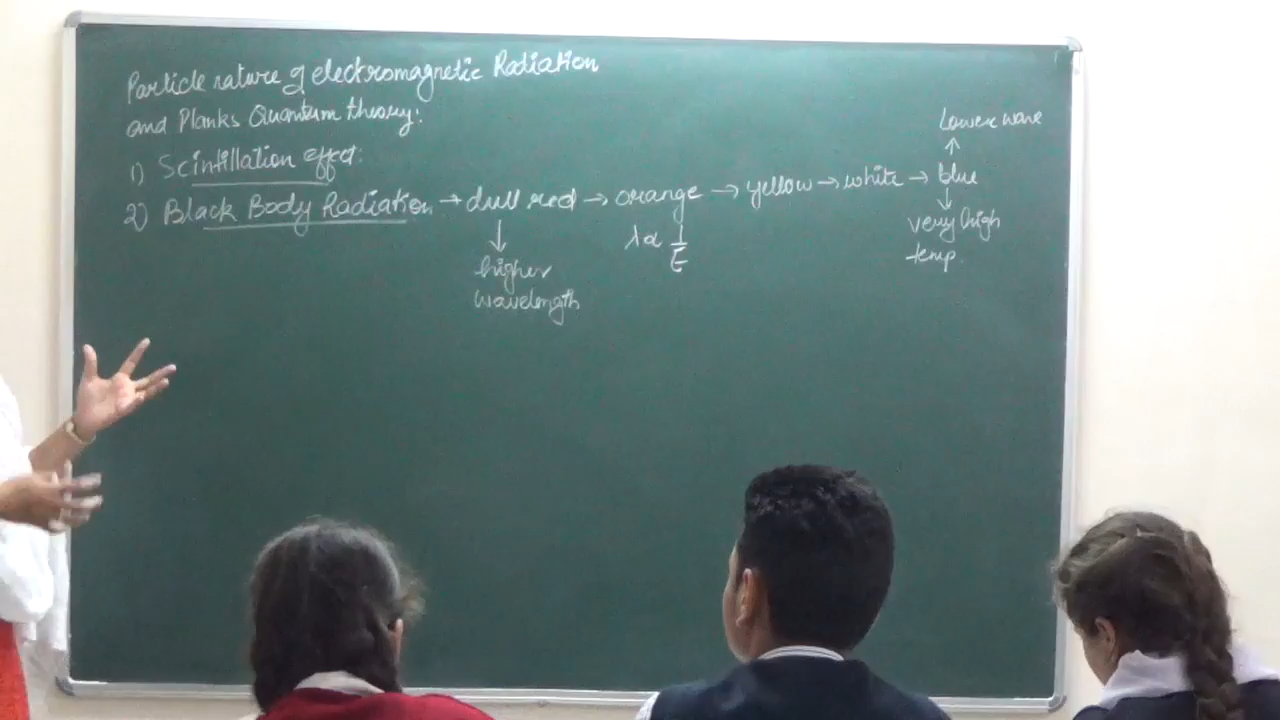 Particle nature of electromagnetic Radiation
and Planks Quantum theory:
1) Scintillation effect:
2) Black Body Radiation → dull red → orange → yellow → white → blue
↓
higher
wavelength
λ ∝ 1/E
↑
Lower wave
↓
very high
temp.